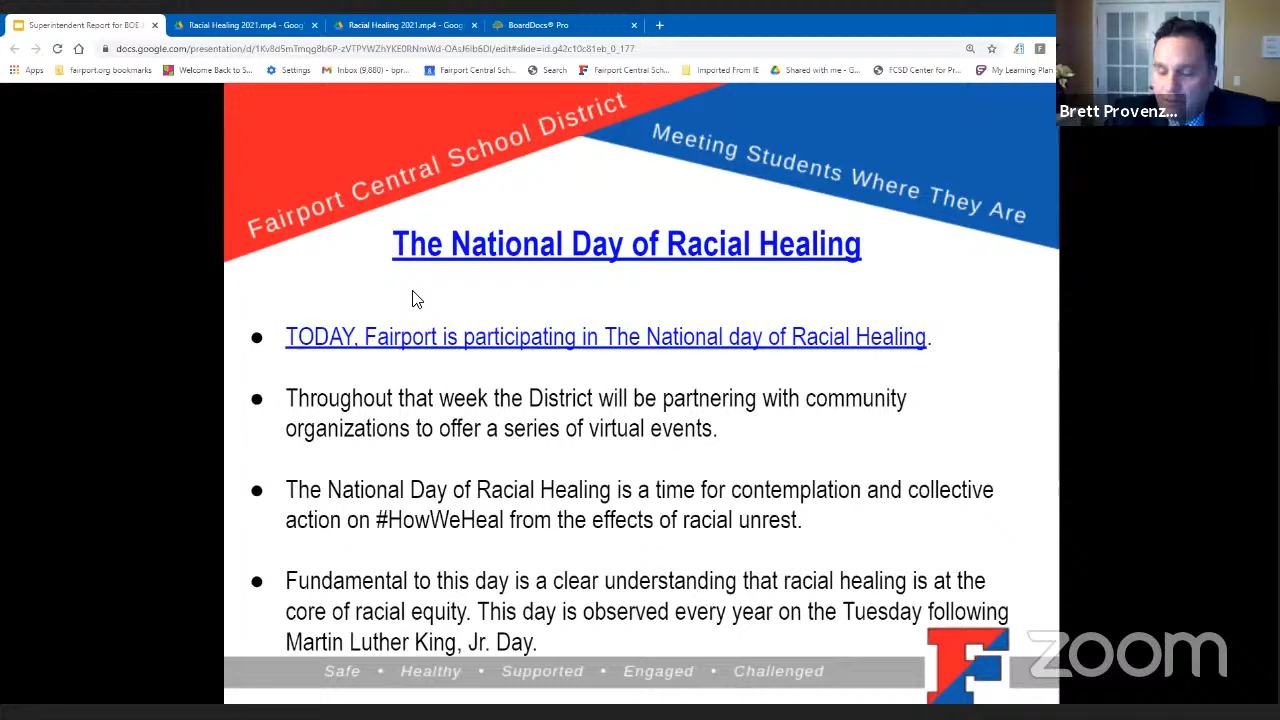 Superintendent Report for BOE
Racial Healing 2021.mp4 - Goog
Racial Healing 2021.mp4 - Goog
BoardDocs® Pro
Apps
fairport.org bookmarks
Welcome Back to S...
Settings
Inbox (9,880) - bpr...
Fairport Central Sch...
Search
Fairport Central Sch...
Imported From IE
Shared with me - G...
FCSD Center for Pr...
My Learning Plan
Brett Provenz...
Fairport Central School District
Meeting Students Where They Are
The National Day of Racial Healing
● TODAY, Fairport is participating in The National day of Racial Healing.
● Throughout that week the District will be partnering with community
organizations to offer a series of virtual events.
● The National Day of Racial Healing is a time for contemplation and collective
action on #HowWeHeal from the effects of racial unrest.
● Fundamental to this day is a clear understanding that racial healing is at the
core of racial equity. This day is observed every year on the Tuesday following
Martin Luther King, Jr. Day.
Safe • Healthy • Supported • Engaged • Challenged
F
zoom